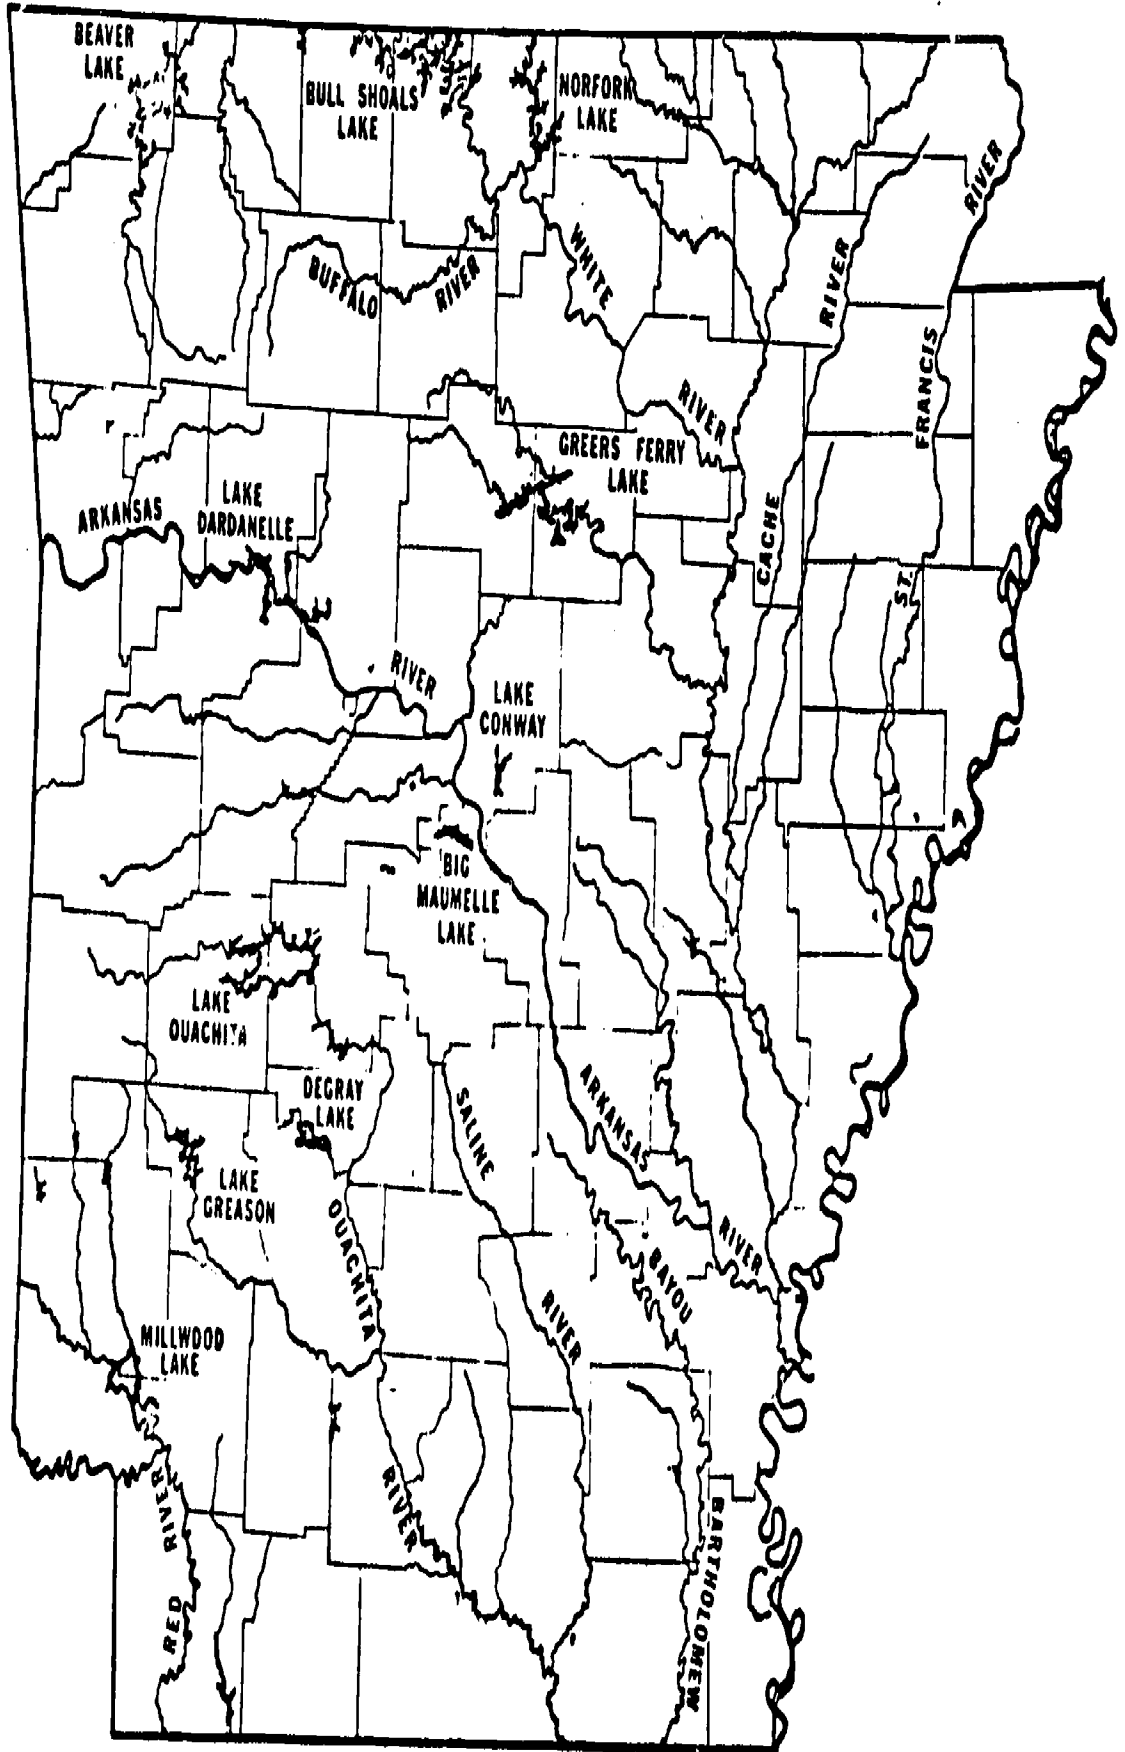 BEAVER
LAKE
BULL SHOALS
LAKE
NORFORK
LAKE
RIVER
WHITE
RIVER
BUFFALO
RIVER
RIVER
FRANCIS
ST.
RIVER
CACHE
GREERS FERRY
LAKE
ARKANSAS
LAKE
DARDANELLE
RIVER
LAKE
CONWAY
BIG
MAUMELLE
LAKE
LAKE
OUACHITA
DEGRAY
LAKE
SALINE
RIVER
ARKANSAS
RIVER
LAKE
GREASON
OUACHITA
RIVER
BAYOU
BARTHOLOMEW
MILLWOOD
LAKE
RIVER
RED